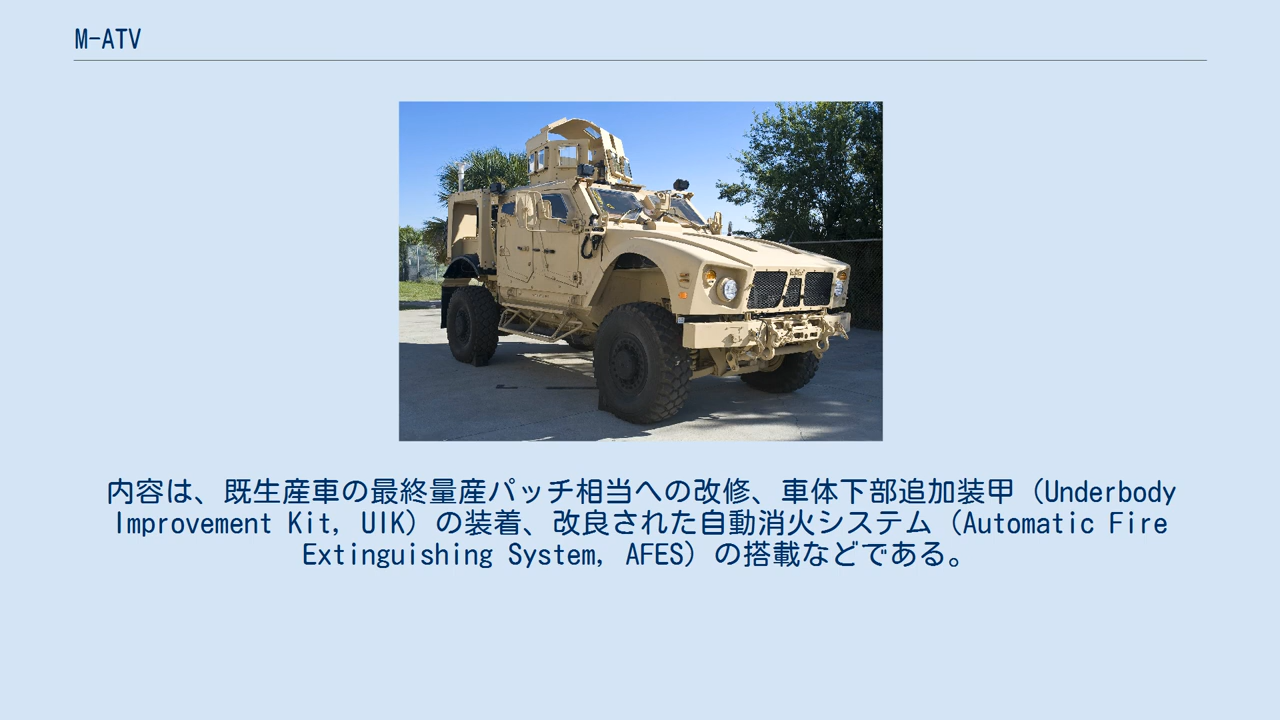 M-ATV
内容は、既生産車の最終量産パッチ相当への改修、車体下部追加装甲（Underbody
Improvement Kit, UIK）の装着、改良された自動消火システム（Automatic Fire
Extinguishing System, AFES）の搭載などである。